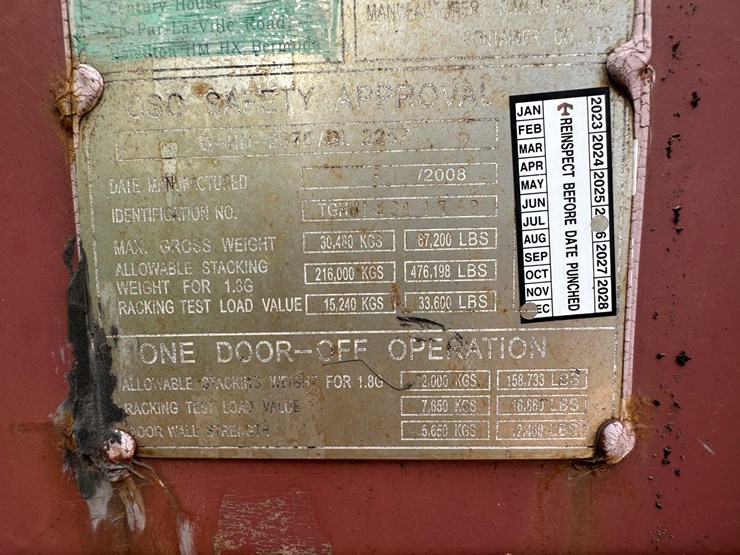 Century House
Par-La-Ville Road
HM HX, Bermuda
MANUFACTURER
CO., LTD
CSC SAFETY APPROVAL
DATE MANUFACTURED /2008
IDENTIFICATION NO.
MAX. GROSS WEIGHT 30,480 KGS 67,200 LBS
ALLOWABLE STACKING
WEIGHT FOR 1.8G 216,000 KGS 476,198 LBS
RACKING TEST LOAD VALUE 15,240 KGS 33,600 LBS
ONE DOOR-OFF OPERATION
ALLOWABLE STACKING WEIGHT FOR 1.8G 158,733 LBS
RACKING TEST LOAD VALUE 7,650 KGS LBS
DOOR WALL STRENGTH 5,650 KGS LBS
REINSPECT BEFORE DATE PUNCHED
JAN
FEB
MAR
APR
MAY
JUN
JUL
AUG
SEP
OCT
NOV
EC
2023 2024 2025 2 6 2027 2028